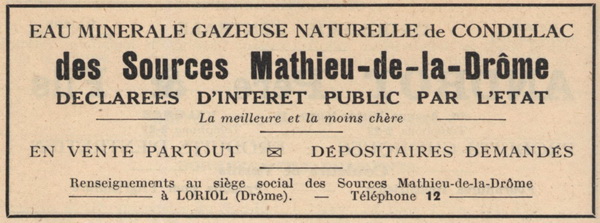 EAU MINERALE GAZEUSE NATURELLE de CONDILLAC
des Sources Mathieu-de-la-Drôme
DECLAREES D'INTERET PUBLIC PAR L'ETAT
La meilleure et la moins chère
EN VENTE PARTOUT ✉ DÉPOSITAIRES DEMANDÉS
Renseignements au siège social des Sources Mathieu-de-la-Drôme
à LORIOL (Drôme). — Téléphone 12